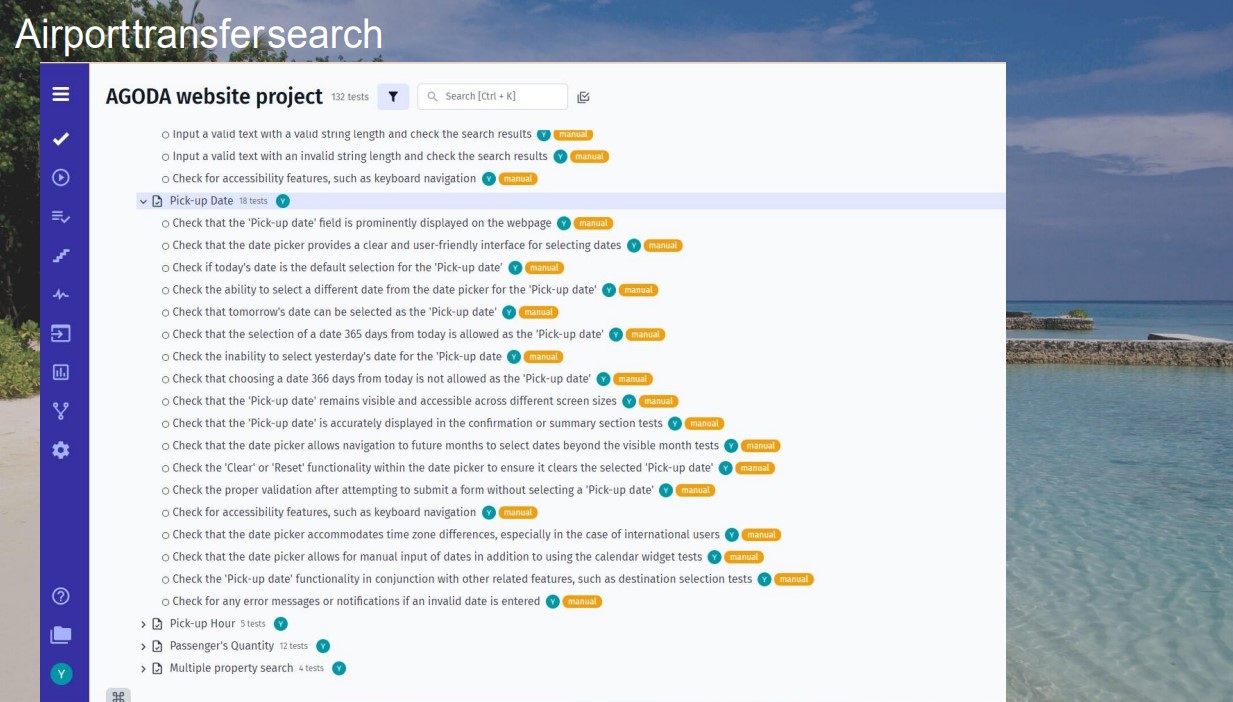 Airporttransfersearch
AGODA website project 132 tests Search [Ctrl + K]
Input a valid text with a valid string length and check the search results Y manual
Input a valid text with an invalid string length and check the search results Y manual
Check for accessibility features, such as keyboard navigation Y manual
Pick-up Date 18 tests Y
Check that the 'Pick-up date' field is prominently displayed on the webpage Y manual
Check that the date picker provides a clear and user-friendly interface for selecting dates Y manual
Check if today's date is the default selection for the 'Pick-up date' Y manual
Check the ability to select a different date from the date picker for the 'Pick-up date' Y manual
Check that tomorrow's date can be selected as the 'Pick-up date' Y manual
Check that the selection of a date 365 days from today is allowed as the 'Pick-up date' Y manual
Check the inability to select yesterday's date for the 'Pick-up date Y manual
Check that choosing a date 366 days from today is not allowed as the 'Pick-up date' Y manual
Check that the 'Pick-up date' remains visible and accessible across different screen sizes Y manual
Check that the 'Pick-up date' is accurately displayed in the confirmation or summary section tests Y manual
Check that the date picker allows navigation to future months to select dates beyond the visible month tests Y manual
Check the 'Clear' or 'Reset' functionality within the date picker to ensure it clears the selected 'Pick-up date' Y manual
Check the proper validation after attempting to submit a form without selecting a 'Pick-up date' Y manual
Check for accessibility features, such as keyboard navigation Y manual
Check that the date picker accommodates time zone differences, especially in the case of international users Y manual
Check that the date picker allows for manual input of dates in addition to using the calendar widget tests Y manual
Check the 'Pick-up date' functionality in conjunction with other related features, such as destination selection tests Y manual
Check for any error messages or notifications if an invalid date is entered Y manual
Pick-up Hour 5 tests Y
Passenger's Quantity 12 tests Y
Multiple property search 4 tests Y
Y